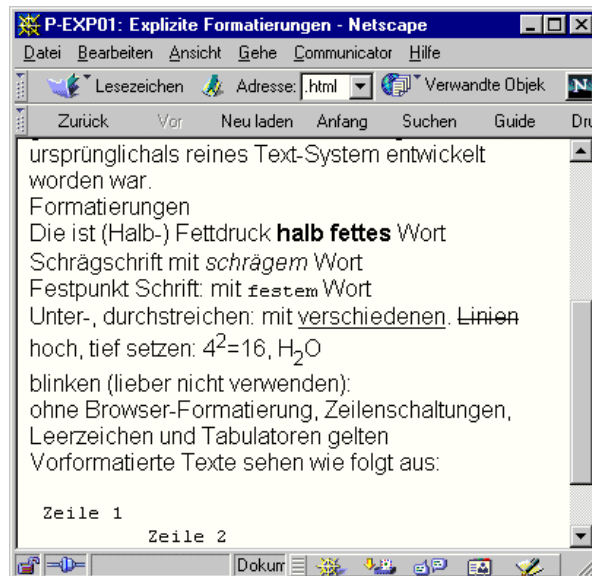 P-EXP01: Explizite Formatierungen - Netscape
Datei Bearbeiten Ansicht Gehe Communicator Hilfe
Lesezeichen Adresse: .html Verwandte Objek N
Zurück Vor Neu laden Anfang Suchen Guide Dru
ursprünglichals reines Text-System entwickelt
worden war.
Formatierungen
Die ist (Halb-) Fettdruck halb fettes Wort
Schrägschrift mit schrägem Wort
Festpunkt Schrift: mit festem Wort
Unter-, durchstreichen: mit verschiedenen. Linien
hoch, tief setzen: 4²=16, H₂O
blinken (lieber nicht verwenden):
ohne Browser-Formatierung, Zeilenschaltungen,
Leerzeichen und Tabulatoren gelten
Vorformatierte Texte sehen wie folgt aus:
Zeile 1
Zeile 2
Dokum